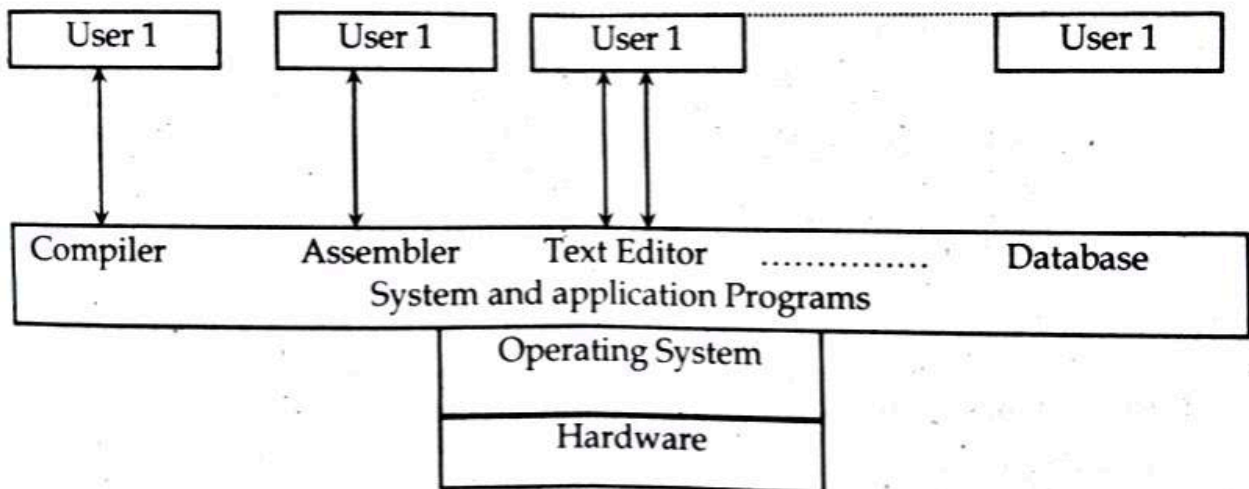 User 1 User 1 User 1 User 1
Compiler Assembler Text Editor ............... Database
System and application Programs
Operating System
Hardware